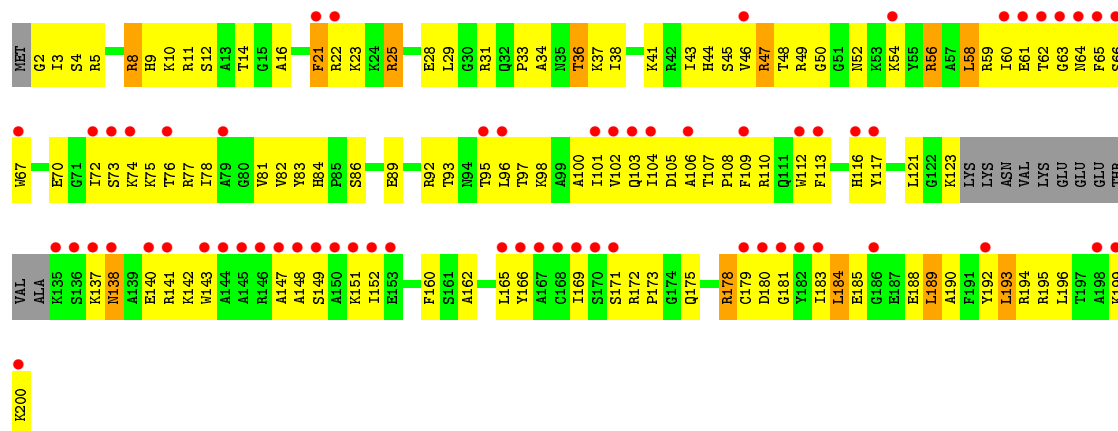 MET G2 I3 S4 R5 R8 H9 K10 R11 S12 A13 T14 G15 A16 F21 R22 K23 K24 R25 E28 L29 G30 R31 Q32 P33 A34 N35 T36 K37 I38 K41 R42 I43 H44 S45 V46 R47 T48 R49 G50 G51 N52 K53 K54 Y55 R56 A57 L58 R59 I60 E61 T62 G63 N64 F65 S66
W67 E70 G71 I72 S73 K74 K75 T76 R77 I78 A79 G80 V81 V82 Y83 H84 P85 S86 E89 R92 T93 N94 T95 L96 T97 K98 A99 A100 I101 V102 Q103 I104 D105 A106 T107 P108 F109 R110 Q111 W112 F113 H116 Y117 L121 G122 K123 LYS LYS ASN VAL LYS GLU GLU GLU THR
VAL ALA K135 S136 K137 N138 A139 E140 R141 K142 W143 A144 A145 R146 A147 A148 S149 A150 K151 I152 E153 F160 S161 A162 L165 Y166 A167 C168 I169 S170 S171 R172 P173 G174 Q175 R178 C179 D180 G181 Y182 I183 L184 E185 G186 E187 E188 L189 A190 F191 Y192 L193 R194 R195 L196 T197 A198 K199
K200